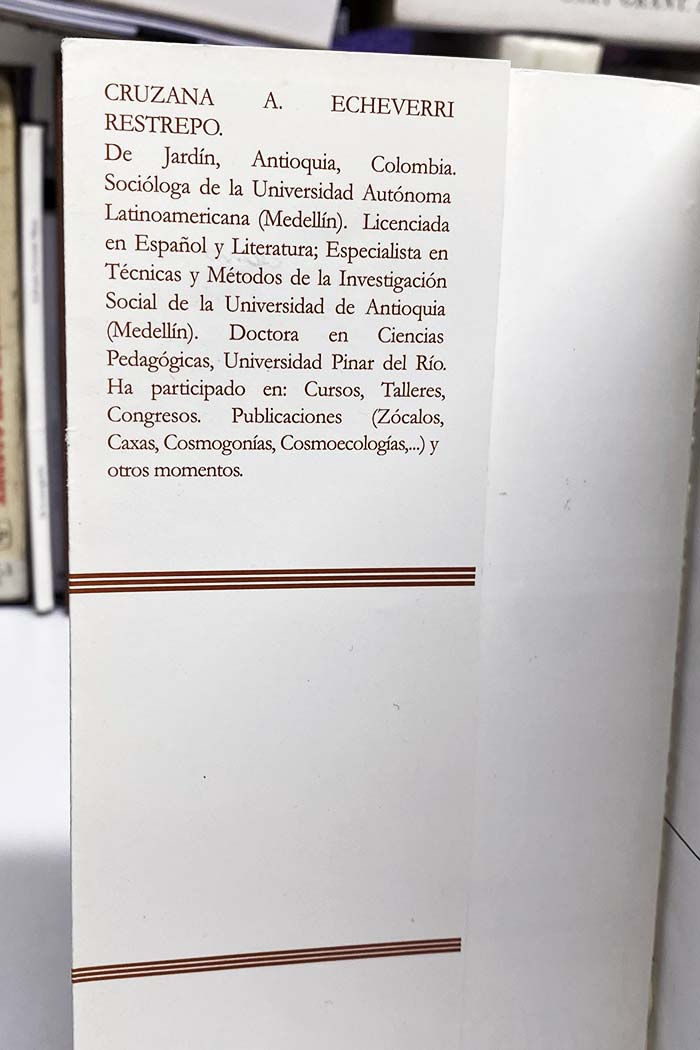 CRUZANA A. ECHEVERRI
RESTREPO.
De Jardín, Antioquia, Colombia.
Socióloga de la Universidad Autónoma
Latinoamericana (Medellín). Licenciada
en Español y Literatura; Especialista en
Técnicas y Métodos de la Investigación
Social de la Universidad de Antioquia
(Medellín). Doctora en Ciencias
Pedagógicas, Universidad Pinar del Río.
Ha participado en: Cursos, Talleres,
Congresos. Publicaciones (Zócalos,
Caxas, Cosmogonías, Cosmoecologías,...) y
otros momentos.